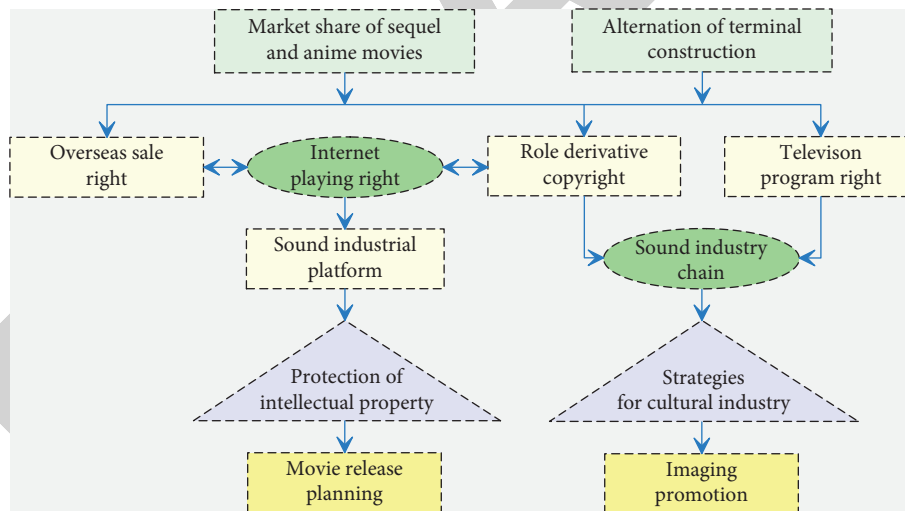 Market share of sequel
and anime movies
Alternation of terminal
construction
Overseas sale
right
Internet
playing right
Role derivative
copyright
Televison
program right
Sound industrial
platform
Sound industry
chain
Protection of
intellectual property
Strategies
for cultural industry
Movie release
planning
Imaging
promotion